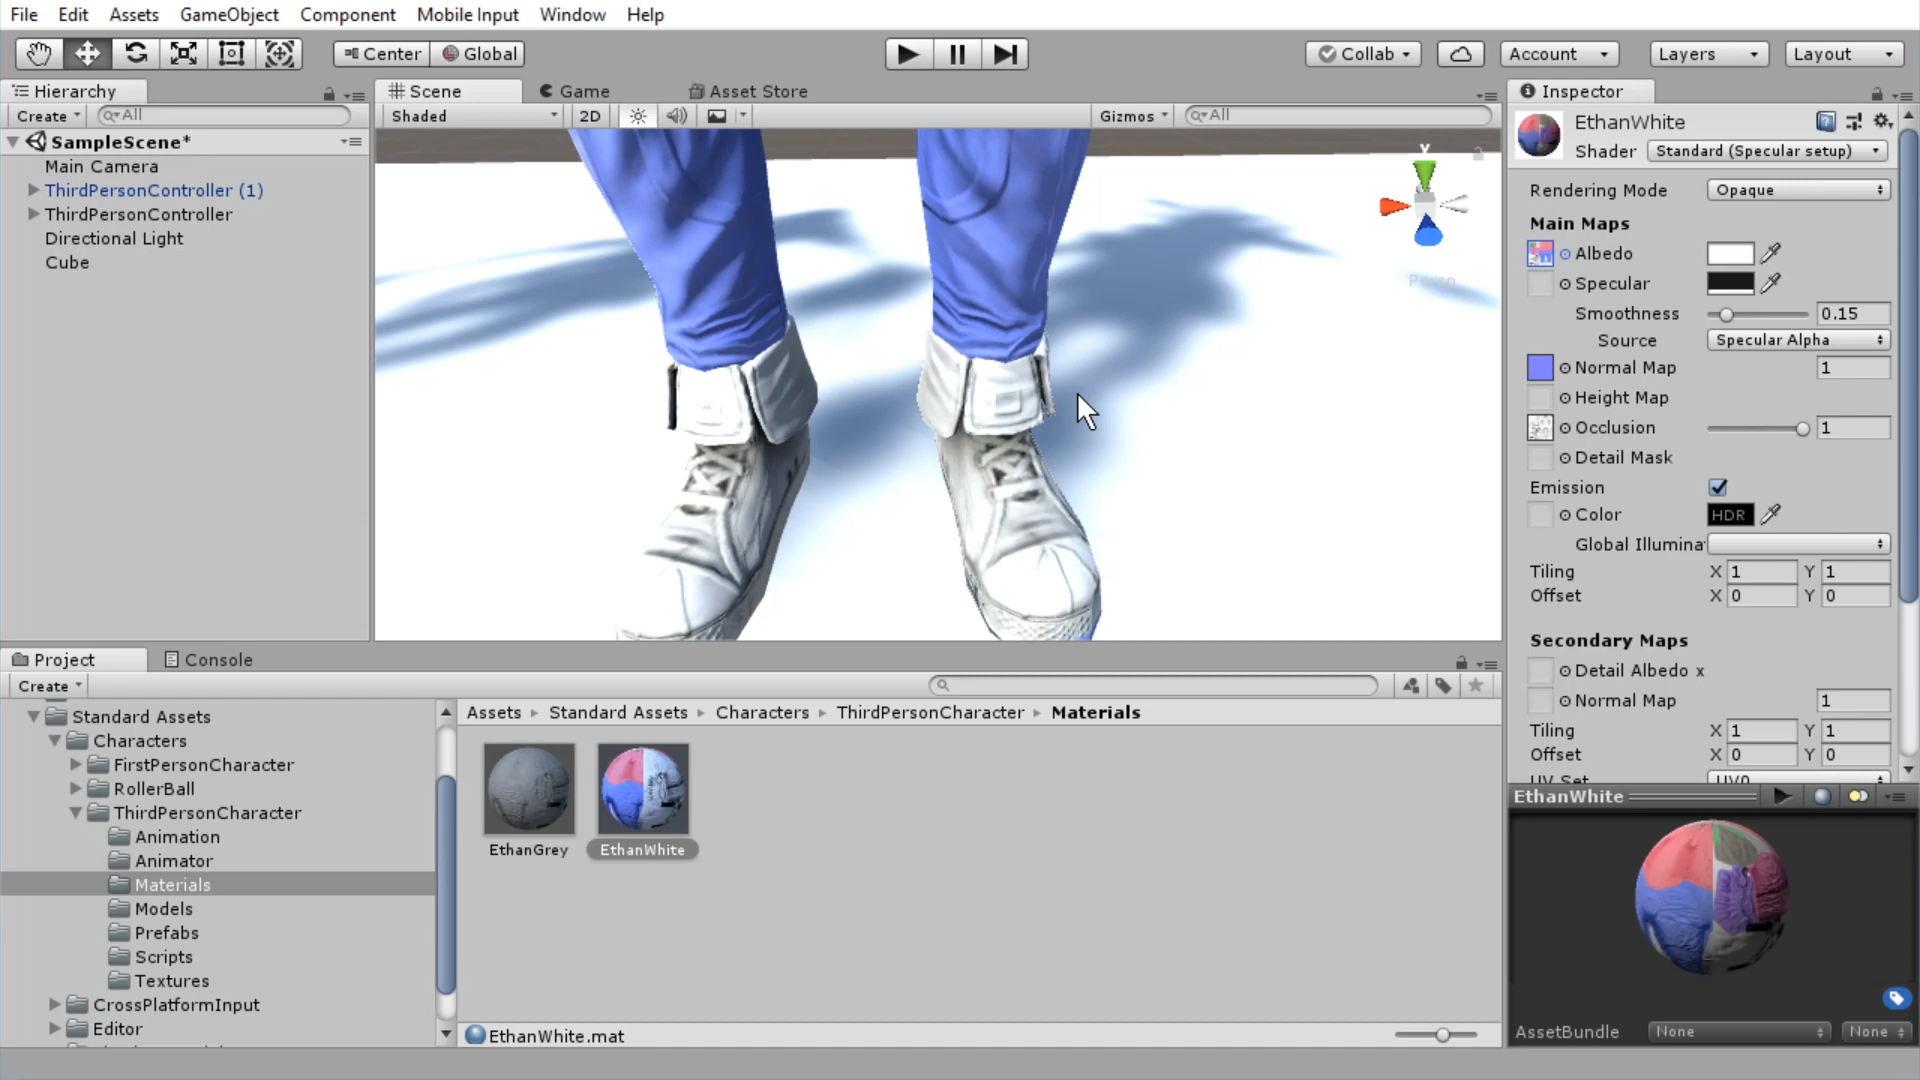 File Edit Assets GameObject Component Mobile Input Window Help
Center Global Collab Account Layers Layout
Hierarchy
Create All
SampleScene*
Main Camera
ThirdPersonController (1)
ThirdPersonController
Directional Light
Cube
Scene Game Asset Store
Shaded 2D Gizmos All
y
Persp
Inspector
EthanWhite
Shader Standard (Specular setup)
Rendering Mode Opaque
Main Maps
Albedo
Specular
Smoothness 0.15
Source Specular Alpha
Normal Map 1
Height Map
Occlusion 1
Detail Mask
Emission
Color HDR
Global Illumina
Tiling X 1 Y 1
Offset X 0 Y 0
Secondary Maps
Detail Albedo x
Normal Map 1
Tiling X 1 Y 1
Offset X 0 Y 0
UV Set UV0
Project Console
Create
Standard Assets
Characters
FirstPersonCharacter
RollerBall
ThirdPersonCharacter
Animation
Animator
Materials
Models
Prefabs
Scripts
Textures
CrossPlatformInput
Editor
Assets Standard Assets Characters ThirdPersonCharacter Materials
EthanGrey EthanWhite
EthanWhite.mat
EthanWhite
AssetBundle None None